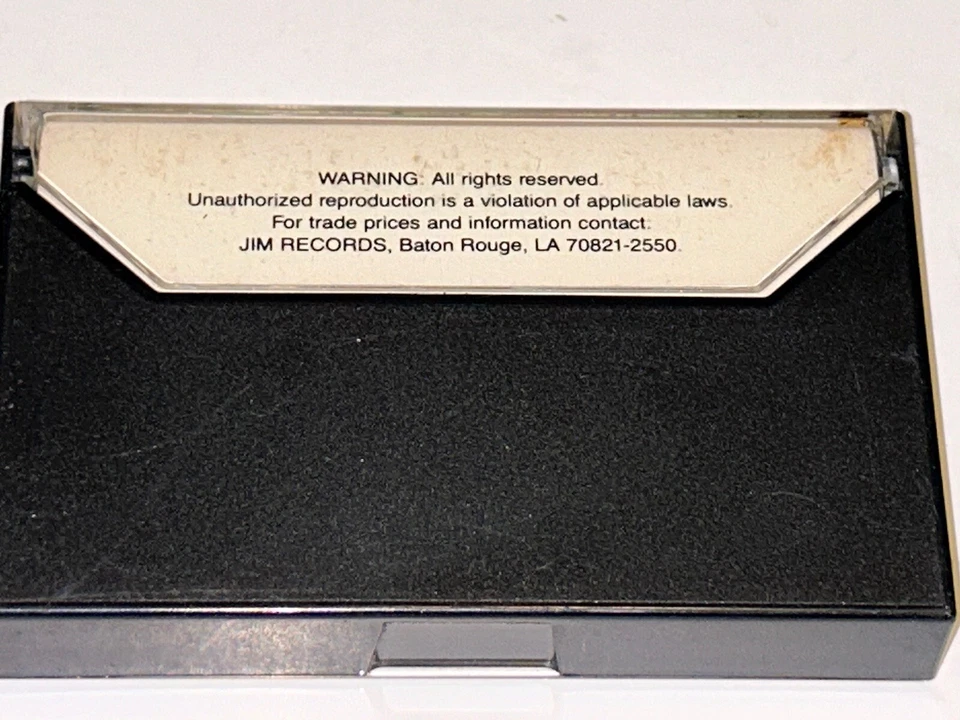 WARNING: All rights reserved.
Unauthorized reproduction is a violation of applicable laws.
For trade prices and information contact:
JIM RECORDS, Baton Rouge, LA 70821-2550.